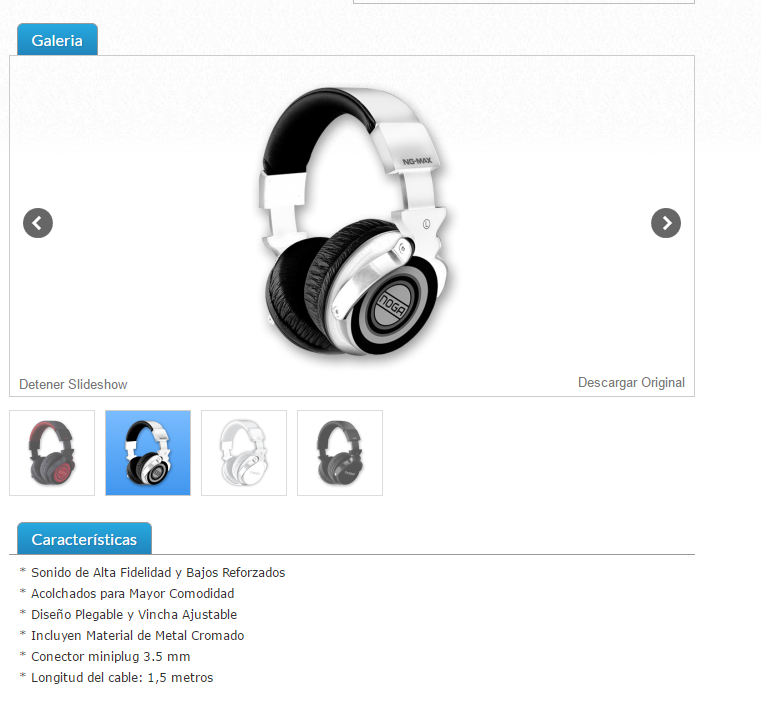 Galeria
NG-MAX
L
NOGA
Detener Slideshow
Descargar Original
Características
* Sonido de Alta Fidelidad y Bajos Reforzados
* Acolchados para Mayor Comodidad
* Diseño Plegable y Vincha Ajustable
* Incluyen Material de Metal Cromado
* Conector miniplug 3.5 mm
* Longitud del cable: 1,5 metros